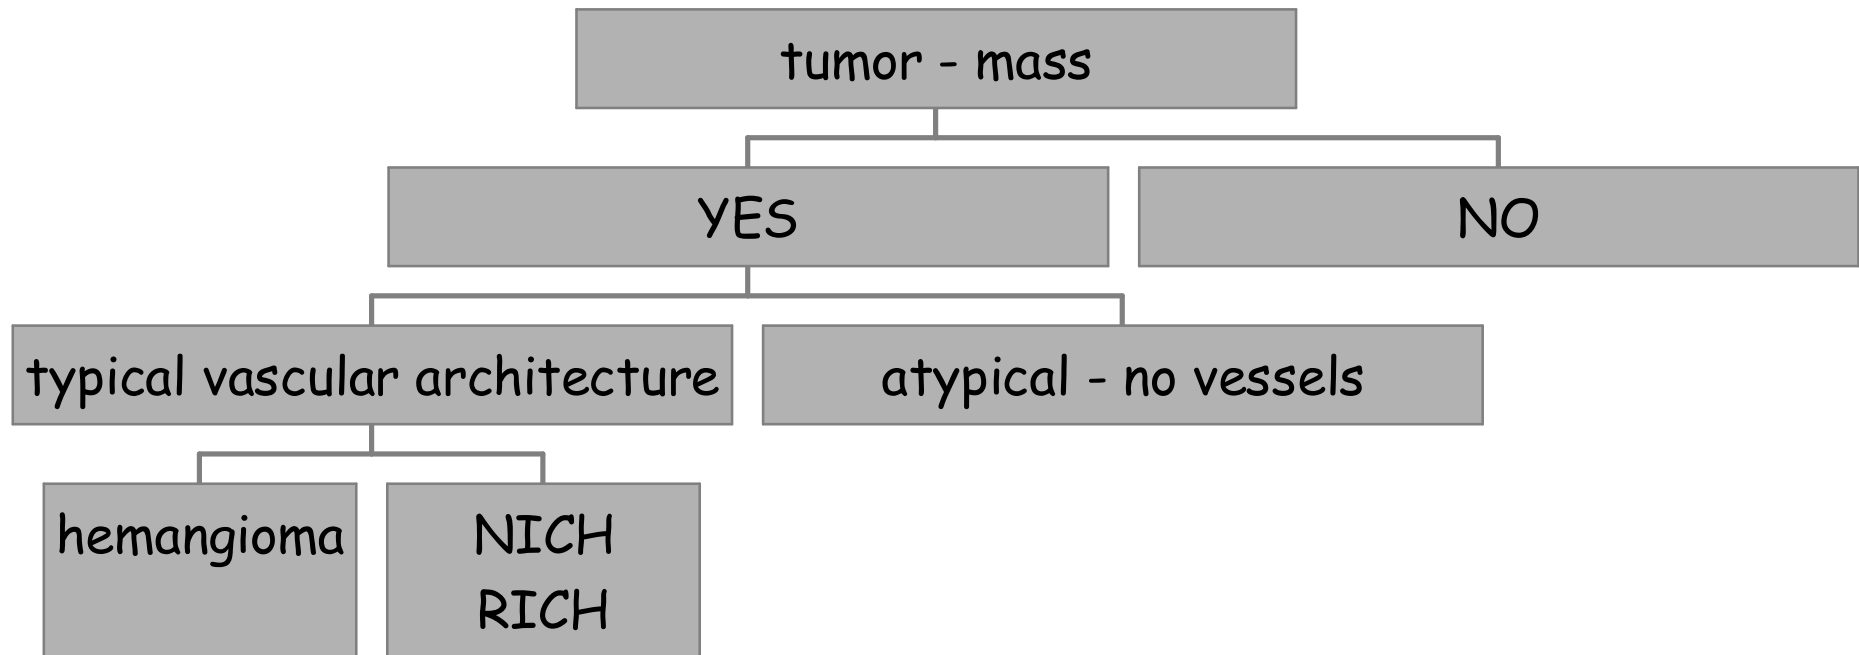 tumor - mass
YES
NO
typical vascular architecture
atypical - no vessels
hemangioma
NICH
RICH